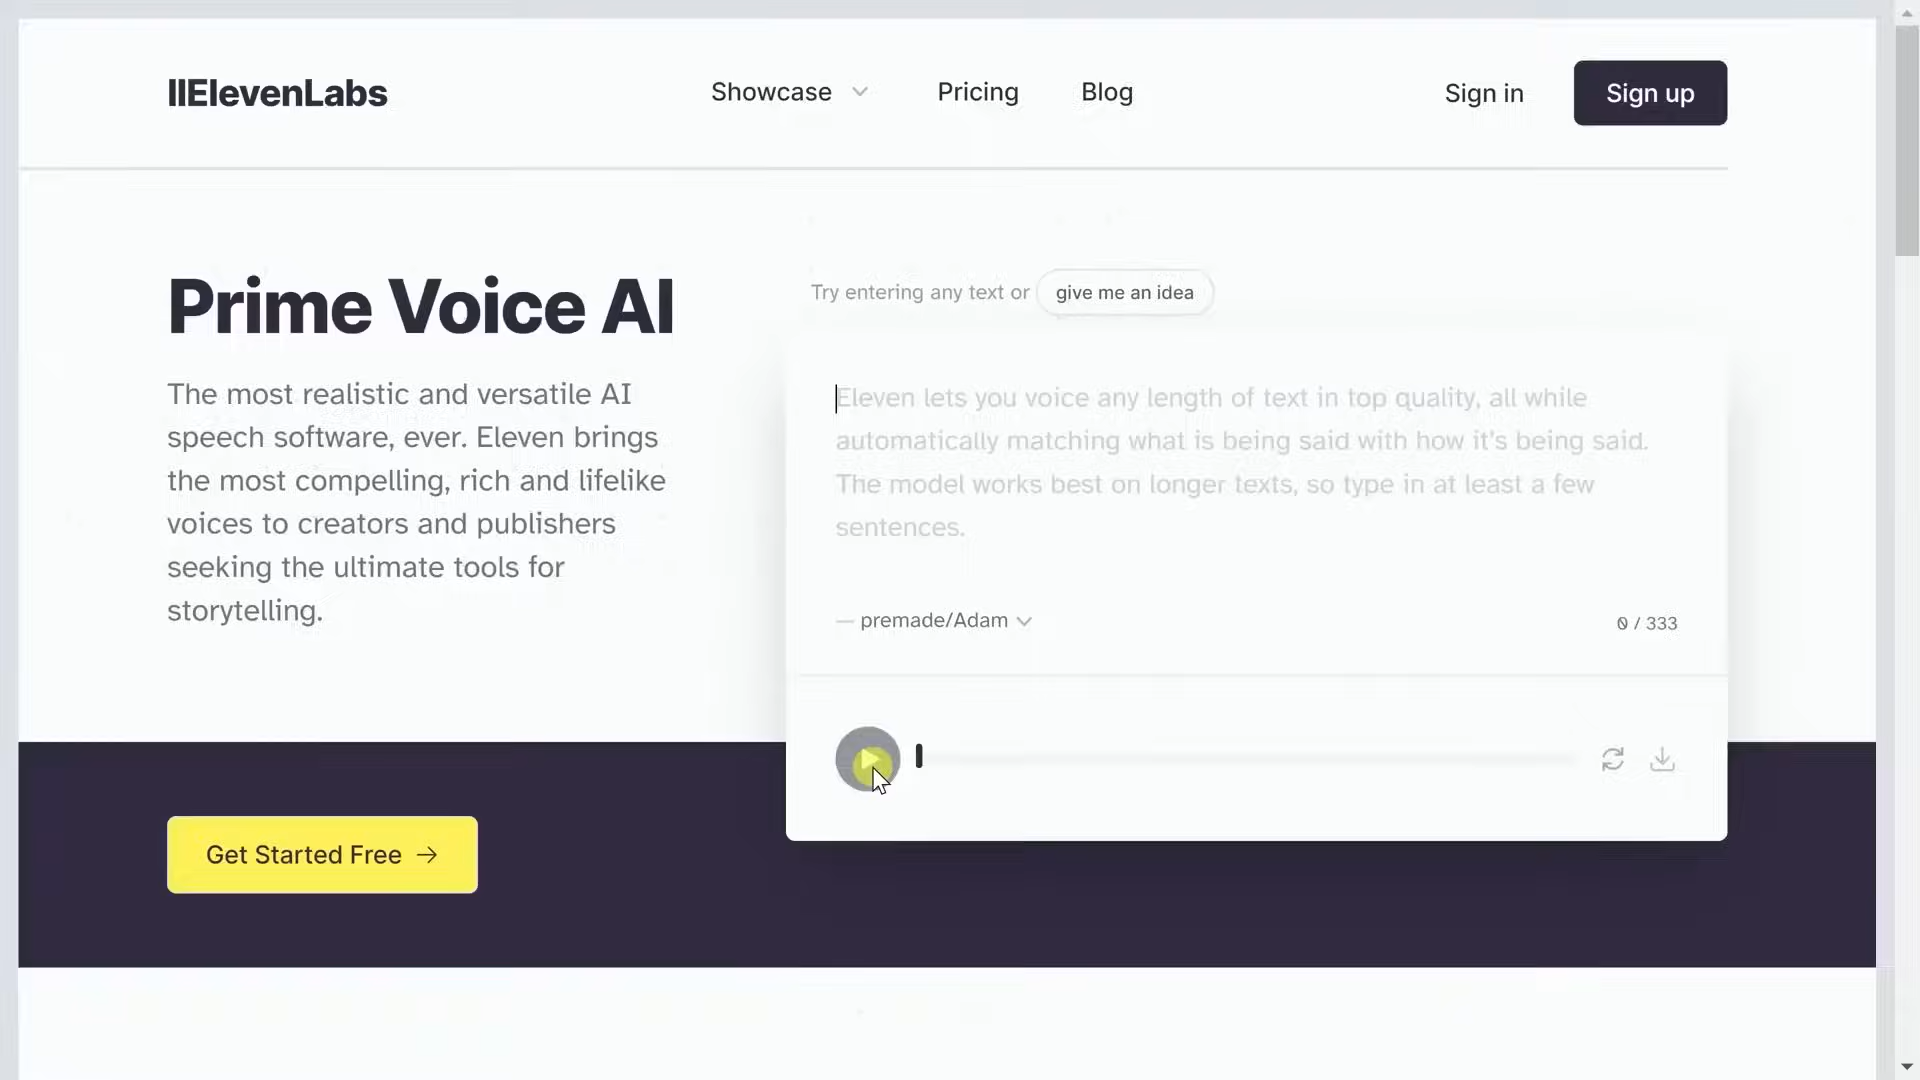 IIElevenLabs
Showcase
Pricing
Blog
Sign in
Sign up
Prime Voice AI
The most realistic and versatile AI
speech software, ever. Eleven brings
the most compelling, rich and lifelike
voices to creators and publishers
seeking the ultimate tools for
storytelling.
Get Started Free →
Try entering any text or give me an idea
Eleven lets you voice any length of text in top quality, all while
automatically matching what is being said with how it's being said.
The model works best on longer texts, so type in at least a few
sentences.
— premade/Adam
0 / 333